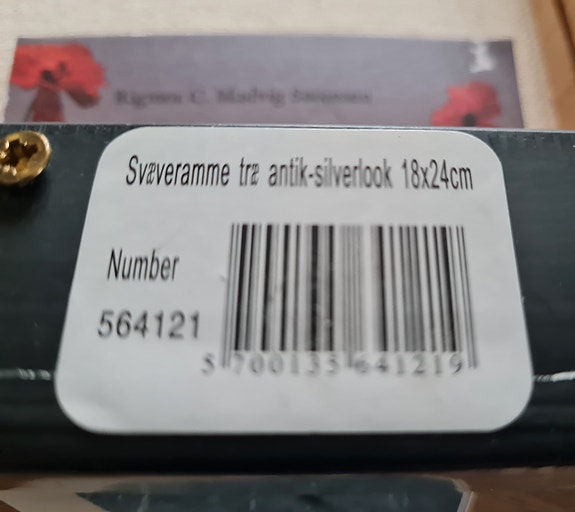 Svæveramme træ antik-silverlook 18x24cm
Number
564121
5 700135 641219